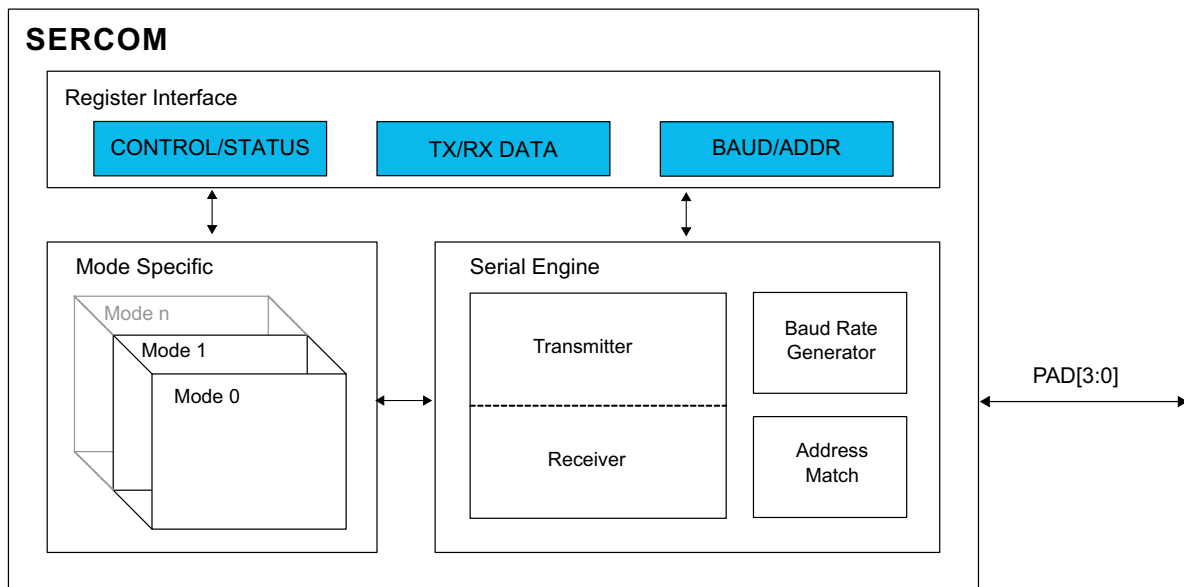 SERCOM
Register Interface
CONTROL/STATUS
TX/RX DATA
BAUD/ADDR
Mode Specific
Mode n
Mode 1
Mode 0
Serial Engine
Transmitter
Receiver
Baud Rate
Generator
Address
Match
PAD[3:0]